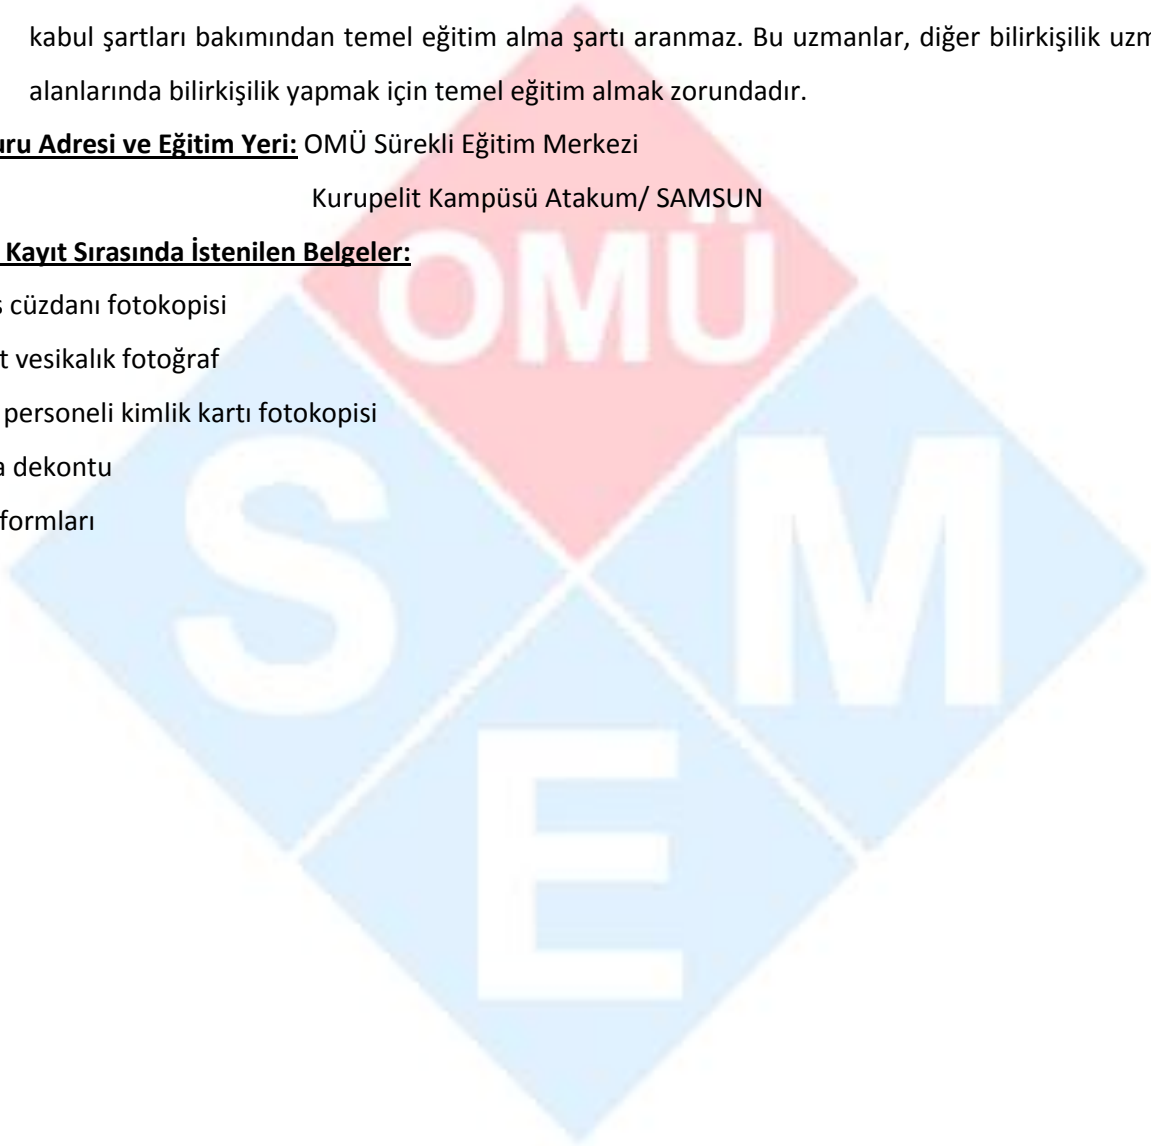 kabul şartları bakımından temel eğitim alma şartı aranmaz. Bu uzmanlar, diğer bilirkişilik uzm
alanlarında bilirkişilik yapmak için temel eğitim almak zorundadır.
uru Adresi ve Eğitim Yeri: OMÜ Sürekli Eğitim Merkezi
Kurupelit Kampüsü Atakum/ SAMSUN
Kayıt Sırasında İstenilen Belgeler:
s cüzdanı fotokopisi
t vesikalık fotoğraf
personeli kimlik kartı fotokopisi
a dekontu
formları
OMÜ
S M
E